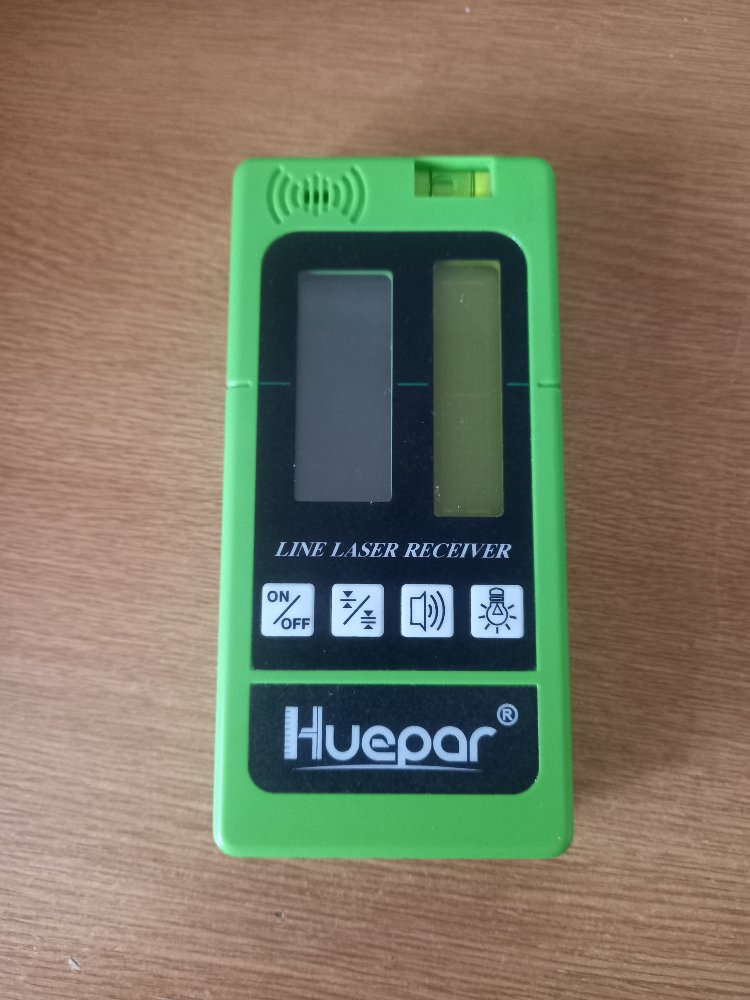 LINE LASER RECEIVER
ON
OFF
Huepar®